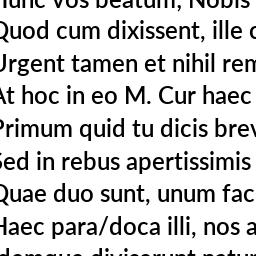 nunc vos beatum, Nobis
Quod cum dixissent, ille c
Urgent tamen et nihil rem
At hoc in eo M. Cur haec
Primum quid tu dicis brev
Sed in rebus apertissimis
Quae duo sunt, unum fac
Haec para/doca illi, nos a